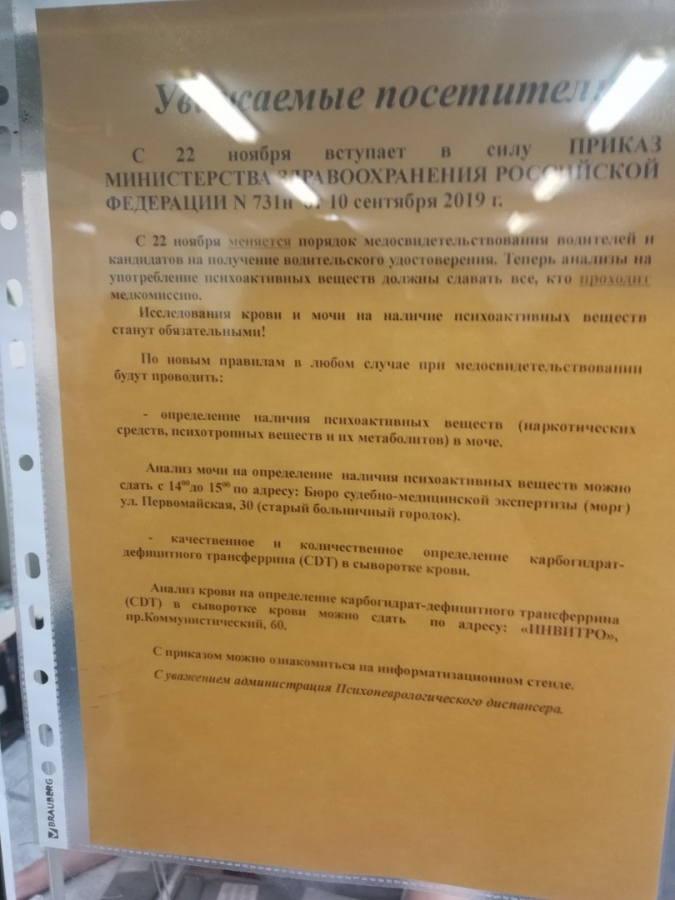 Уважаемые посетители
С 22 ноября вступает в силу ПРИКАЗ
МИНИСТЕРСТВА ЗДРАВООХРАНЕНИЯ РОССИЙСКОЙ
ФЕДЕРАЦИИ N 731н от 10 сентября 2019 г.
С 22 ноября меняется порядок медосвидетельствования водителей и
кандидатов на получение водительского удостоверения. Теперь анализы на
употребление психоактивных веществ должны сдавать все, кто проходит
медкомиссию.
Исследования крови и мочи на наличие психоактивных веществ
станут обязательными!
По новым правилам в любом случае при медосвидетельствовании
будут проводить:
- определение наличия психоактивных веществ (наркотических
средств, психотропных веществ и их метаболитов) в моче.
Анализ мочи на определение наличия психоактивных веществ можно
сдать с 14⁰⁰до 15⁰⁰ по адресу: Бюро судебно-медицинской экспертизы (морг)
ул. Первомайская, 30 (старый больничный городок).
- качественное и количественное определение карбогидрат-
дефицитного трансферрина (CDT) в сыворотке крови.
Анализ крови на определение карбогидрат-дефицитного трансферрина
(CDT) в сыворотке крови можно сдать по адресу: «ИНВИТРО»,
пр.Коммунистический, 60.
С приказом можно ознакомиться на информатизационном стенде.
С уважением администрация Психоневрологического диспансера.
BRAUBERG